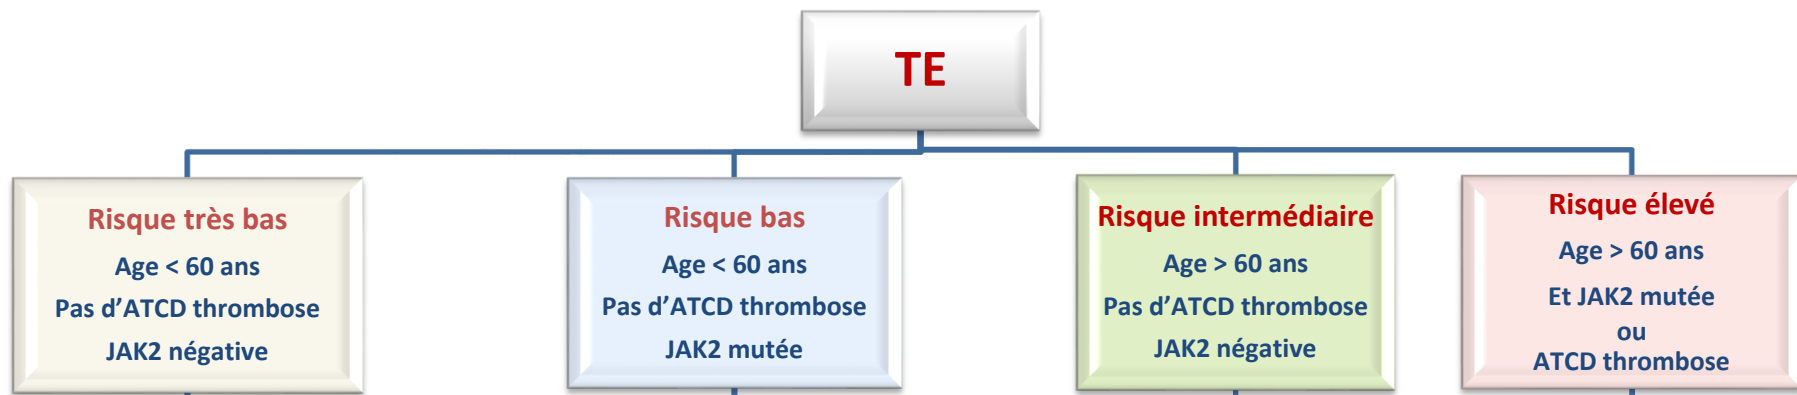 TE
Risque très bas
Age < 60 ans
Pas d’ATCD thrombose
JAK2 négative
Risque bas
Age < 60 ans
Pas d’ATCD thrombose
JAK2 mutée
Risque intermédiaire
Age > 60 ans
Pas d’ATCD thrombose
JAK2 négative
Risque élevé
Age > 60 ans
Et JAK2 mutée
ou
ATCD thrombose